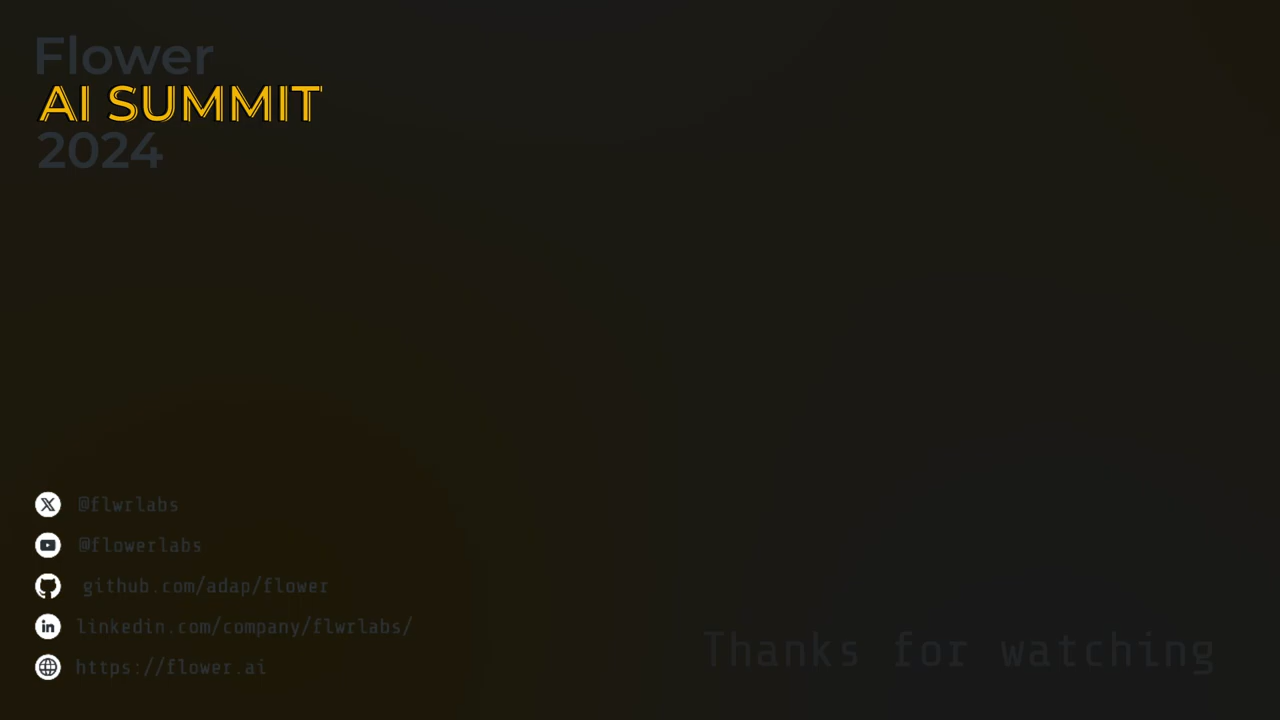 Flower
AI SUMMIT
2024
@flwrlabs
@flowerlabs
github.com/adap/flower
linkedin.com/company/flwrlabs/
https://flower.ai
Thanks for watching